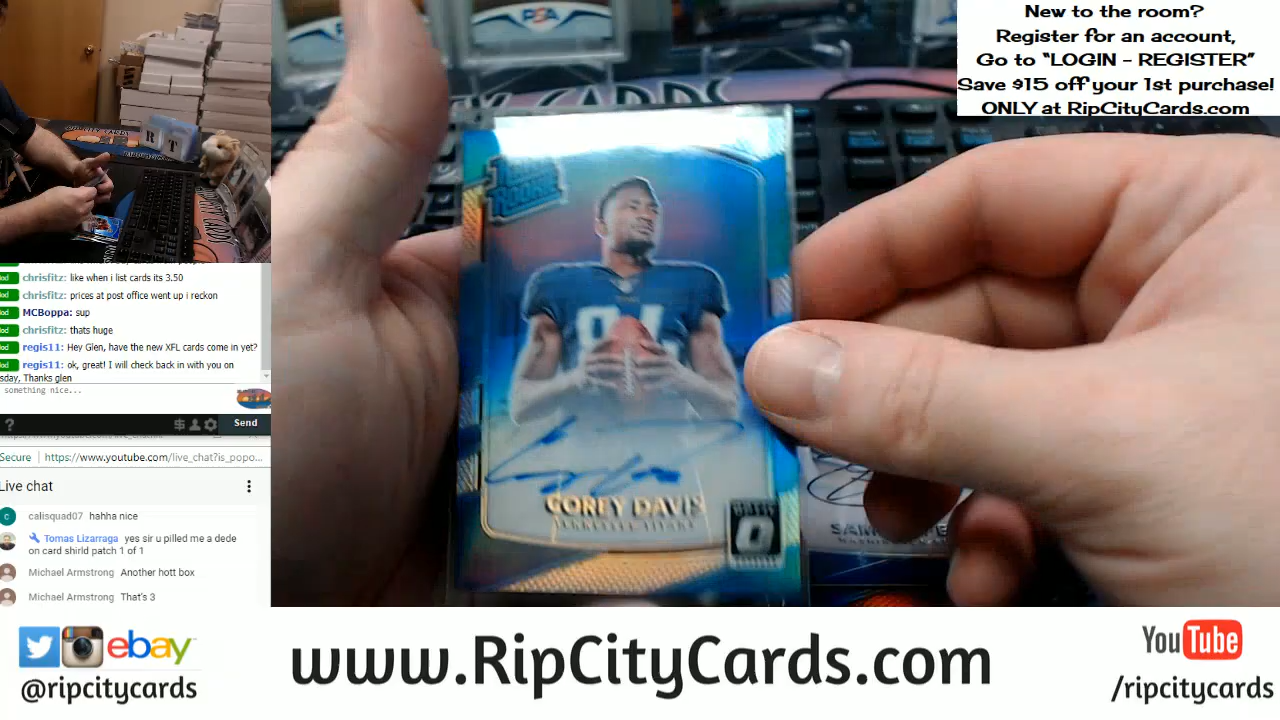 New to the room?
Register for an account,
Go to "LOGIN - REGISTER"
Save $15 off your 1st purchase!
ONLY at RipCityCards.com
PSA
CARDS
R
T
chrisfitz: like when i list cards its 3.50
chrisfitz: prices at post office went up i reckon
MCBoppa: sup
chrisfitz: thats huge
regis11: Hey Glen, have the new XFL cards come in yet?
regis11: ok, great! I will check back in with you on
sday, Thanks glen
something nice...
?
Send
Secure https://www.youtube.com/live_chat?is_popo...
Live chat
calisquad07 hahha nice
Tomas Lizarraga yes sir u pilled me a dede
on card shirld patch 1 of 1
Michael Armstrong Another hott box
Michael Armstrong That's 3
ROOKIE
84
COREY DAVIS
TENNESSEE TITANS
O
ebay
@ripcitycards
www.RipCityCards.com
YouTube
/ripcitycards